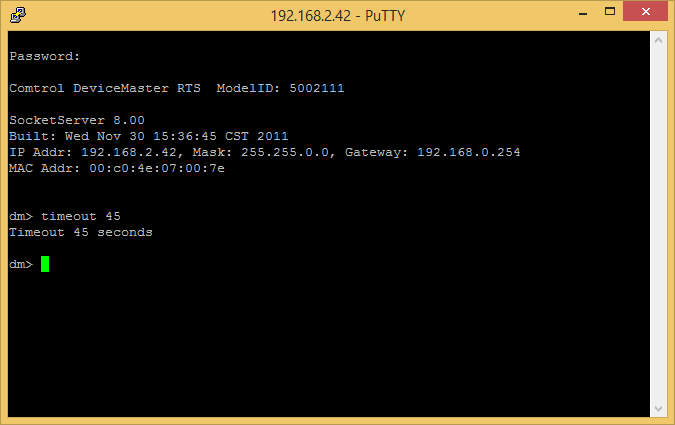 192.168.2.42 - PuTTY
Password:
Comtrol DeviceMaster RTS  ModelID: 5002111
SocketServer 8.00
Built: Wed Nov 30 15:36:45 CST 2011
IP Addr: 192.168.2.42, Mask: 255.255.0.0, Gateway: 192.168.0.254
MAC Addr: 00:c0:4e:07:00:7e
dm> timeout 45
Timeout 45 seconds
dm>